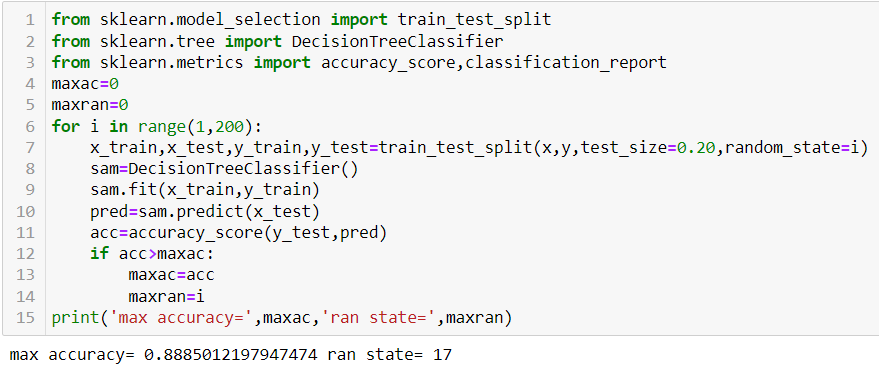 1 from sklearn.model_selection import train_test_split
2 from sklearn.tree import DecisionTreeClassifier
3 from sklearn.metrics import accuracy_score,classification_report
4 maxac=0
5 maxran=0
6 for i in range(1,200):
7     x_train,x_test,y_train,y_test=train_test_split(x,y,test_size=0.20,random_state=i)
8     sam=DecisionTreeClassifier()
9     sam.fit(x_train,y_train)
10     pred=sam.predict(x_test)
11     acc=accuracy_score(y_test,pred)
12     if acc>maxac:
13         maxac=acc
14         maxran=i
15 print('max accuracy=',maxac,'ran state=',maxran)
max accuracy= 0.8885012197947474 ran state= 17